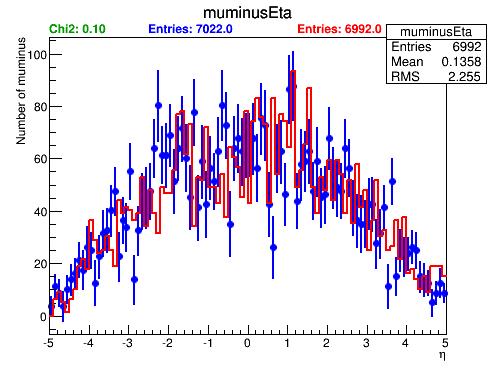 muminusEta
Chi2: 0.10 Entries: 7022.0 Entries: 6992.0
muminusEta
Entries 6992
Mean 0.1358
RMS 2.255
Number of muminus
100
80
60
40
20
0
-5 -4 -3 -2 -1 0 1 2 3 4 5
η